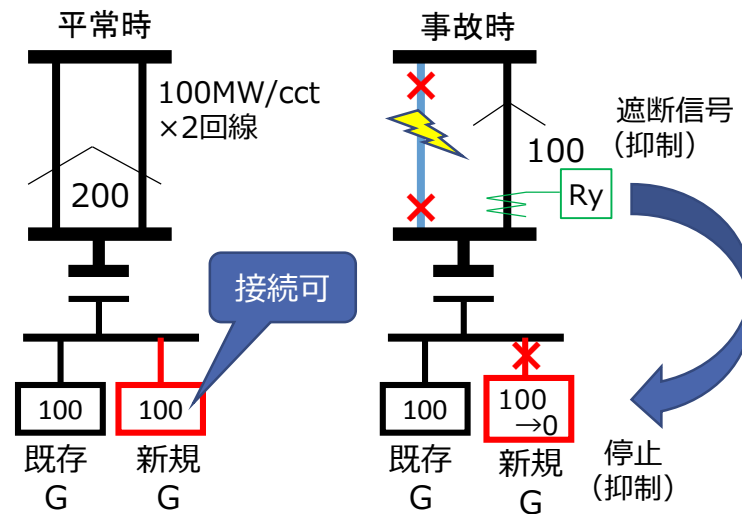 平常時
100MW/cct
×2回線
200
接続可
100
100
既存
G
新規
G
事故時
遮断信号
（抑制）
100
Ry
100
100
→0
既存
G
新規
G
停止
（抑制）